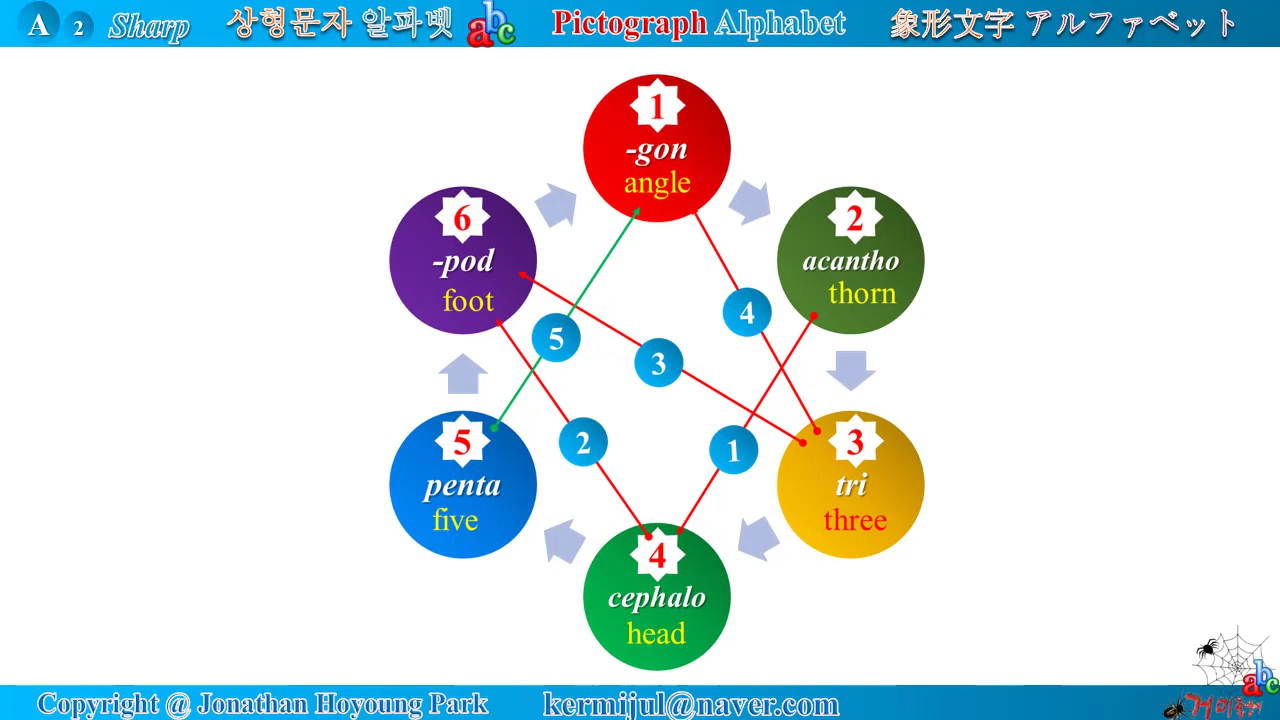 A 2 Sharp 상형문자 알파벳 abc Pictograph Alphabet 象形文字 アルファベット
1
-gon
angle
2
acantho
thorn
3
tri
three
4
cephalo
head
5
penta
five
6
-pod
foot
1
2
3
4
5
abc
Copyright @ Jonathan Hoyoung Park kermijul@naver.com